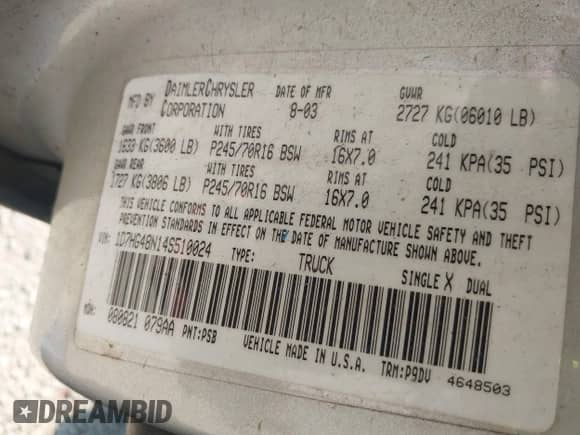 MFD BY DAIMLERCHRYSLER CORPORATION DATE OF MFR 8-03 GVWR 2727 KG(06010 LB)
GAWR FRONT WITH TIRES RIMS AT COLD
1633 KG(3600 LB) P245/70R16 BSW 16X7.0 241 KPA(35 PSI)
GAWR REAR WITH TIRES RIMS AT COLD
1727 KG(3806 LB) P245/70R16 BSW 16X7.0 241 KPA(35 PSI)
THIS VEHICLE CONFORMS TO ALL APPLICABLE FEDERAL MOTOR VEHICLE SAFETY AND THEFT
PREVENTION STANDARDS IN EFFECT ON THE DATE OF MANUFACTURE SHOWN ABOVE.
VIN: 1D7HG48N14S510024 TYPE: TRUCK SINGLE X DUAL
MDH: 080821 079AA PNT:PSB VEHICLE MADE IN U.S.A. TRM:P9DV 4648503
DREAMBID